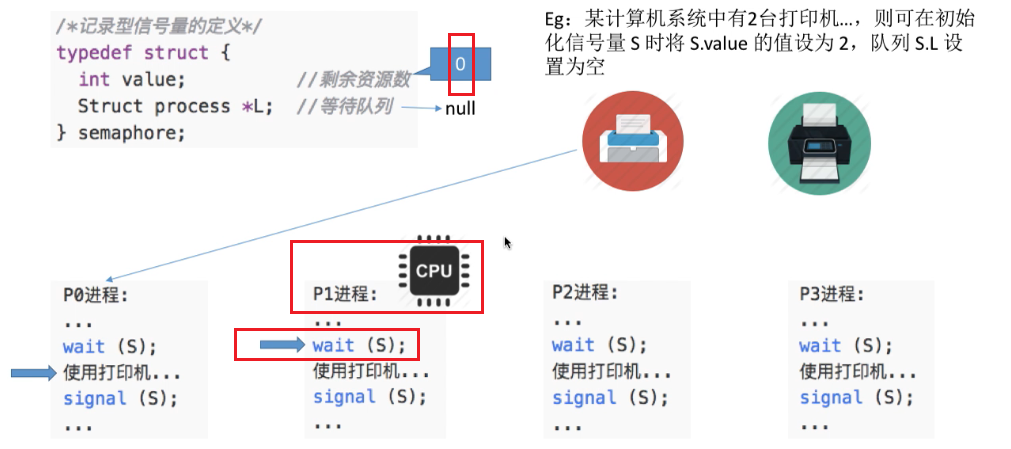 /*记录型信号量的定义*/
typedef struct {
int value; //剩余资源数
Struct process *L; //等待队列
} semaphore;
0
null
Eg：某计算机系统中有2台打印机…，则可在初始
化信号量 S 时将 S.value 的值设为 2，队列 S.L 设
置为空
CPU
P0进程:
...
wait (S);
使用打印机...
signal (S);
...
P1进程:
...
wait (S);
使用打印机...
signal (S);
...
P2进程:
...
wait (S);
使用打印机...
signal (S);
...
P3进程:
...
wait (S);
使用打印机...
signal (S);
...